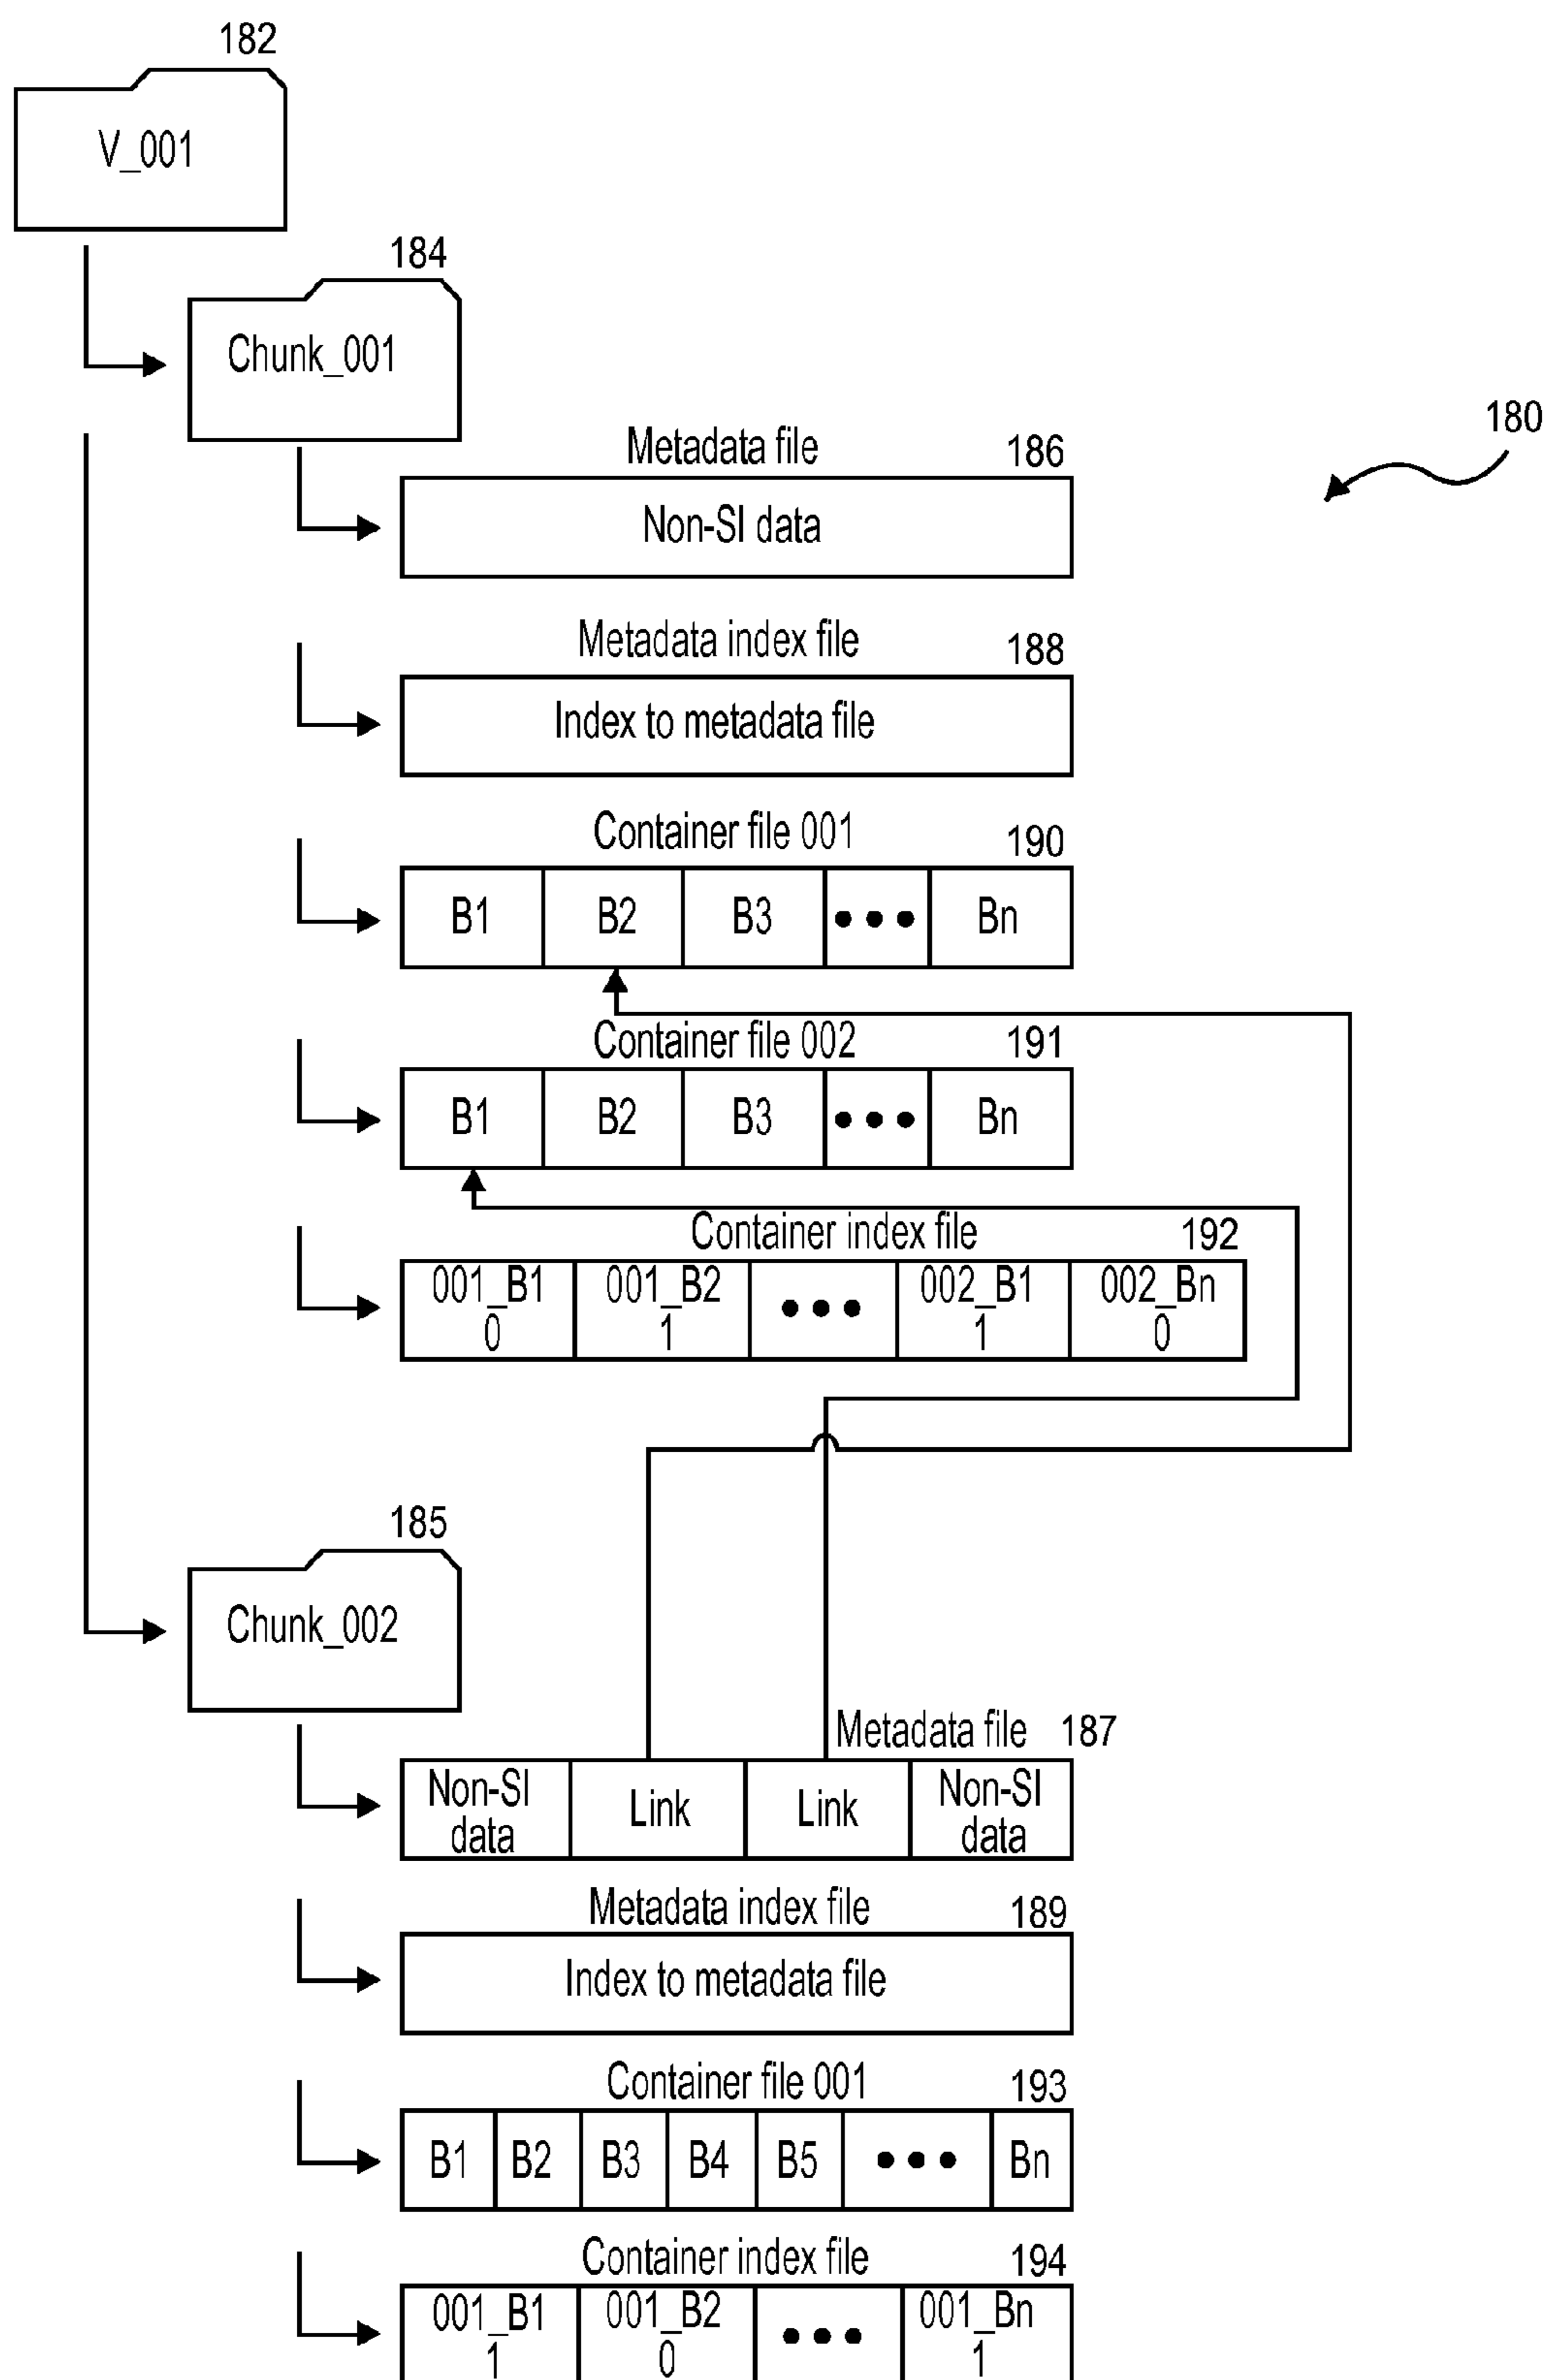 182
V_001
184
Chunk_001
180
Metadata file 186
Non-SI data
Metadata index file 188
Index to metadata file
Container file 001 190
B1 B2 B3 ••• Bn
Container file 002 191
B1 B2 B3 ••• Bn
Container index file 192
001_B1 001_B2 ••• 002_B1 002_Bn
0 1 1 0
185
Chunk_002
Metadata file 187
Non-SI Link Link Non-SI
data data
Metadata index file 189
Index to metadata file
Container file 001 193
B1 B2 B3 B4 B5 ••• Bn
Container index file 194
001_B1 001_B2 ••• 001_Bn
1 0 1